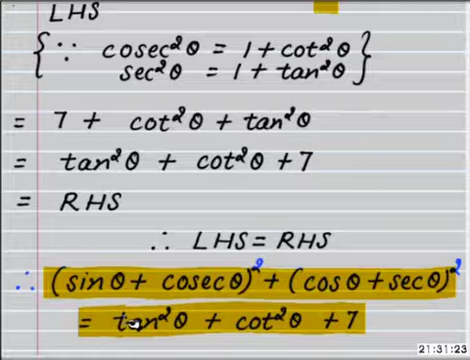 LHS
{∵ cosec²θ = 1 + cot²θ
sec²θ = 1 + tan²θ}
= 7 + cot²θ + tan²θ
= tan²θ + cot²θ + 7
= RHS
∴ LHS = RHS
∴ (sinθ + cosecθ)² + (cosθ + secθ)²
= tan²θ + cot²θ + 7
21:31:23